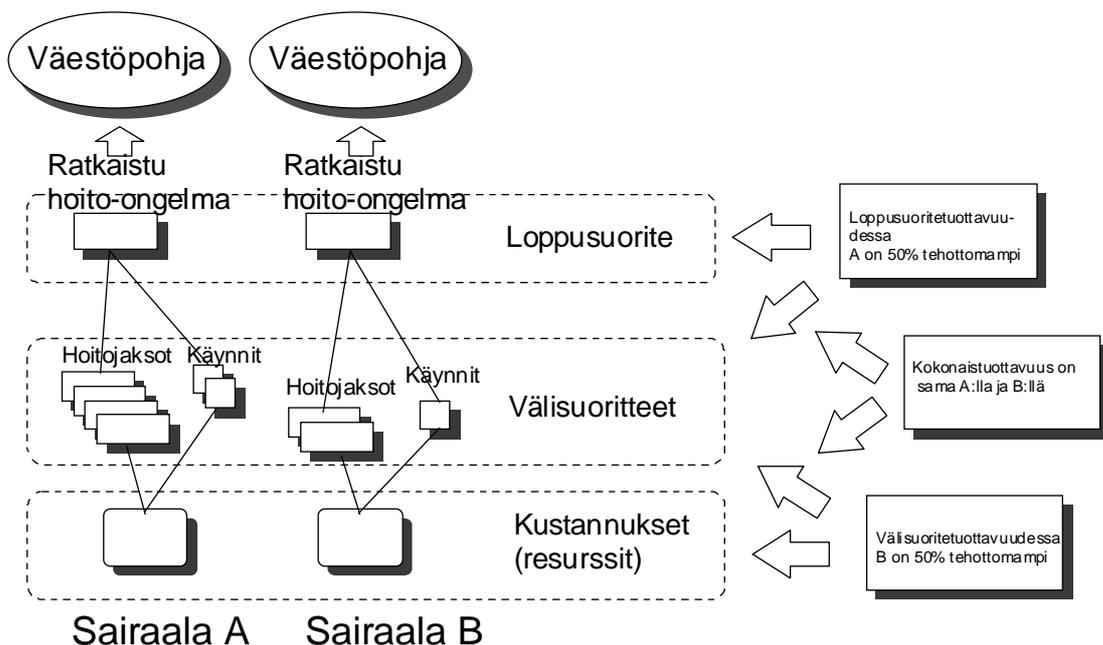 Väestöpohja
Väestöpohja
Ratkaistu
hoito-ongelma
Ratkaistu
hoito-ongelma
Loppusuorite
Loppusuoritetuottavuu-
dessa
A on 50% tehottomampi
Hoitojaksot
Käynnit
Hoitojaksot
Käynnit
Välisuoritteet
Kokonaistuottavuus on
sama A:lla ja B:llä
Kustannukset
(resurssit)
Välisuoritetuottavuudessa
B on 50% tehottomampi
Sairaala A
Sairaala B